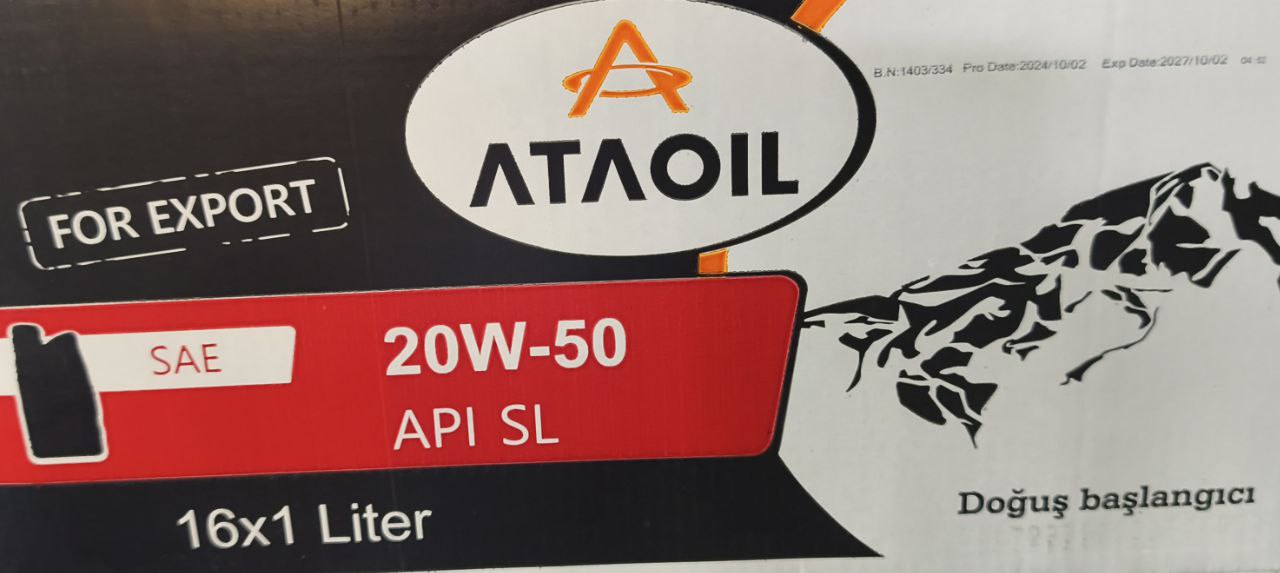 ATAOIL
B.N:1403/334 Pro Date:2024/10/02 Exp Date:2027/10/02
FOR EXPORT
SAE 20W-50
API SL
16x1 Liter
Doğuş başlangıcı